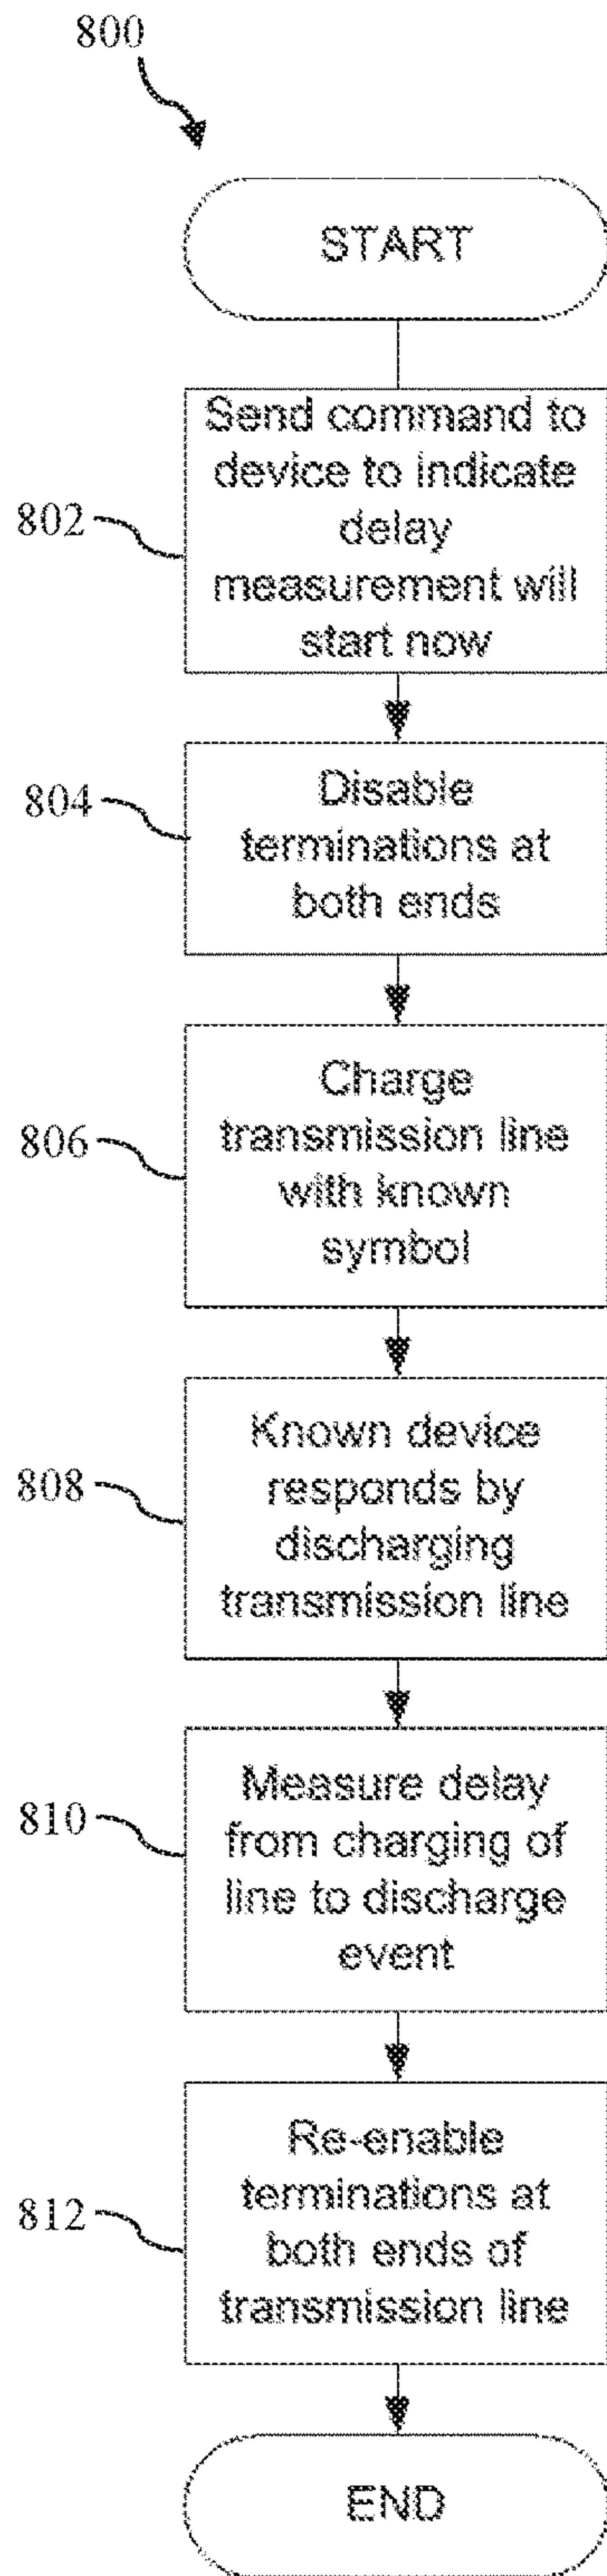 800
START
802
Send command to
device to indicate
delay
measurement will
start now
804
Disable
terminations at
both ends
806
Charge
transmission line
with known
symbol
808
Known device
responds by
discharging
transmission line
810
Measure delay
from charging of
line to discharge
event
812
Re-enable
terminations at
both ends of
transmission line
END